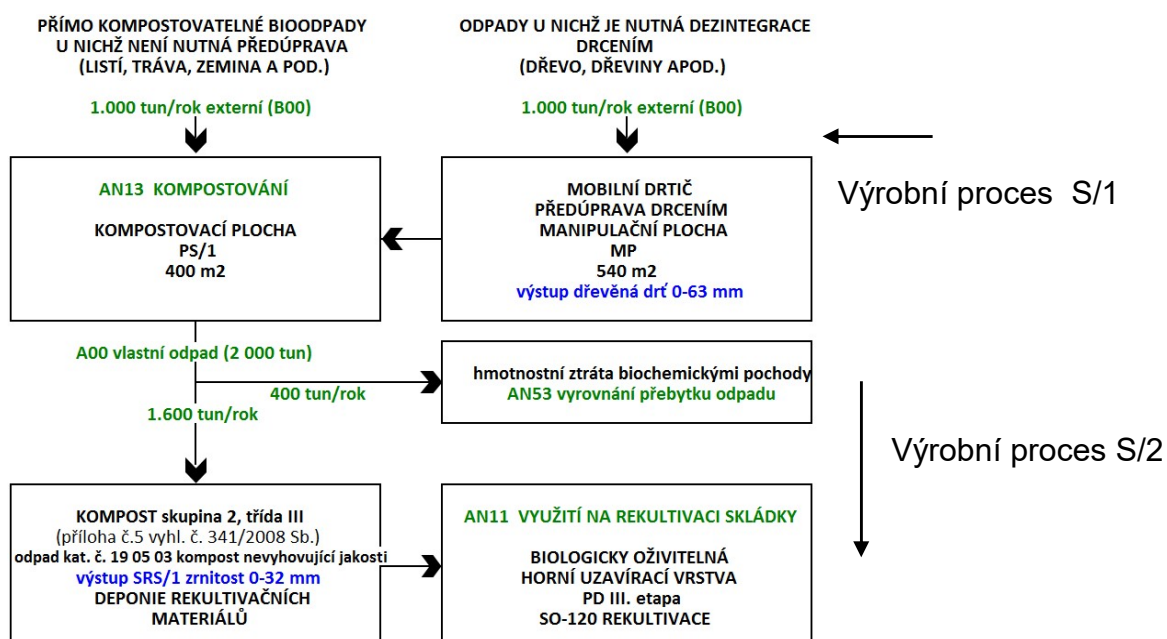 PŘÍMO KOMPOSTOVATELNÉ BIOODPADY
U NICHŽ NENÍ NUTNÁ PŘEDÚPRAVA
(LISTÍ, TRÁVA, ZEMINA A POD.)
1.000 tun/rok externí (B00)
ODPADY U NICHŽ JE NUTNÁ DEZINTEGRACE
DRCENÍM
(DŘEVO, DŘEVINY APOD.)
1.000 tun/rok externí (B00)
AN13 KOMPOSTOVÁNÍ
KOMPOSTOVACÍ PLOCHA
PS/1
400 m2
MOBILNÍ DRTIČ
PŘEDÚPRAVA DRCENÍM
MANIPULAČNÍ PLOCHA
MP
540 m2
výstup dřevěná drť 0-63 mm
Výrobní proces S/1
A00 vlastní odpad (2 000 tun)
400 tun/rok
1.600 tun/rok
hmotnostní ztráta biochemickými pochody
AN53 vyrovnání přebytku odpadu
Výrobní proces S/2
KOMPOST skupina 2, třída III
(příloha č.5 vyhl. č. 341/2008 Sb.)
odpad kat. č. 19 05 03 kompost nevyhovující jakosti
výstup SRS/1 zrnitost 0-32 mm
DEPONIE REKULTIVAČNÍCH
MATERIÁLŮ
AN11 VYUŽITÍ NA REKULTIVACI SKLÁDKY
BIOLOGICKY OŽIVITELNÁ
HORNÍ UZAVÍRACÍ VRSTVA
PD III. etapa
SO-120 REKULTIVACE